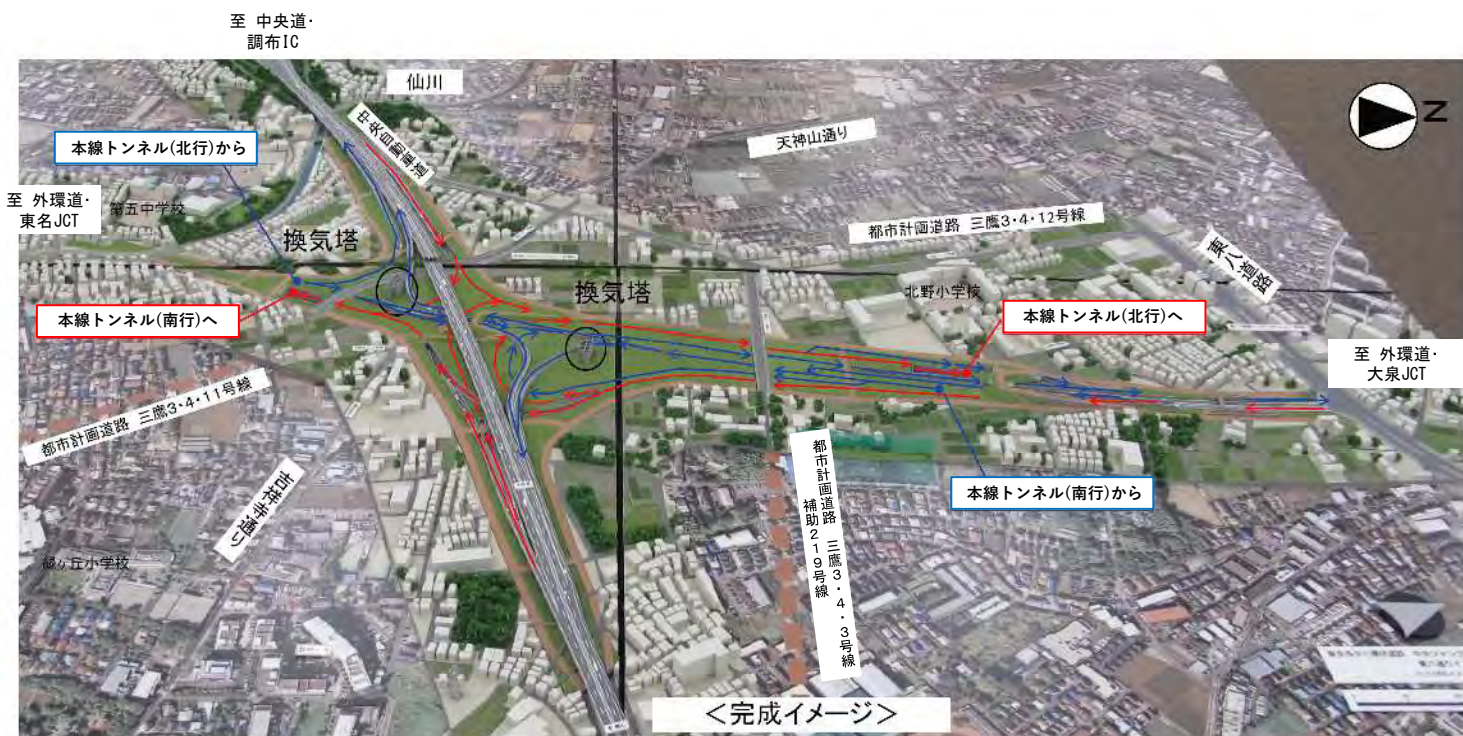 至 中央道・
調布IC
仙川
N
本線トンネル(北行)から
中央自動車道
天神山通り
至 外環道・
東名JCT
第五中学校
換気塔
都市計画道路 三鷹3・4・12号線
東八道路
換気塔
北野小学校
本線トンネル(南行)へ
本線トンネル(北行)へ
至 外環道・
大泉JCT
都市計画道路 三鷹3・4・11号線
吉祥寺通り
都市計画道路 三鷹3・4・3号線
補助219号線
本線トンネル(南行)から
緑ヶ丘小学校
＜完成イメージ＞